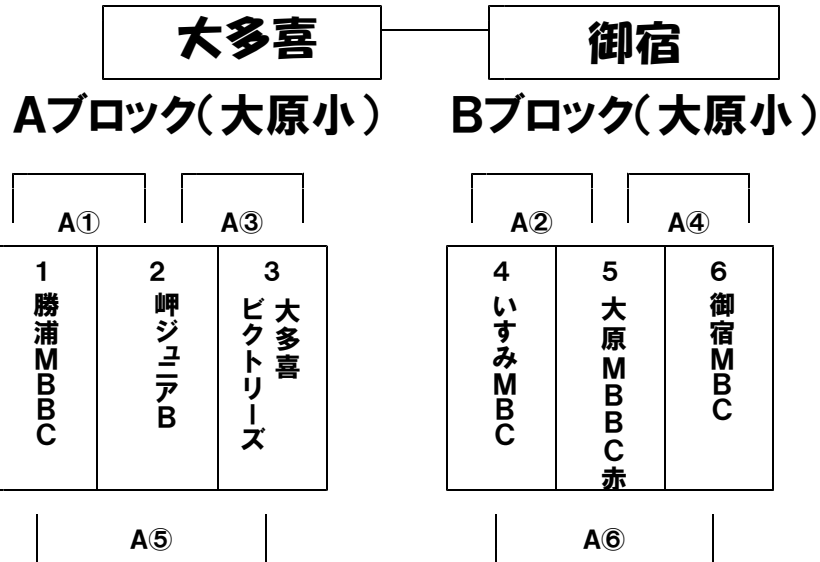 大多喜
御宿
Aブロック(大原小)
Bブロック(大原小)
A①
A③
A②
A④
1
2
3
4
5
6
勝浦MBBC
岬ジュニアB
大多喜
ビクトリーズ
いすみMBC
大原MBBC赤
御宿MBC
A⑤
A⑥